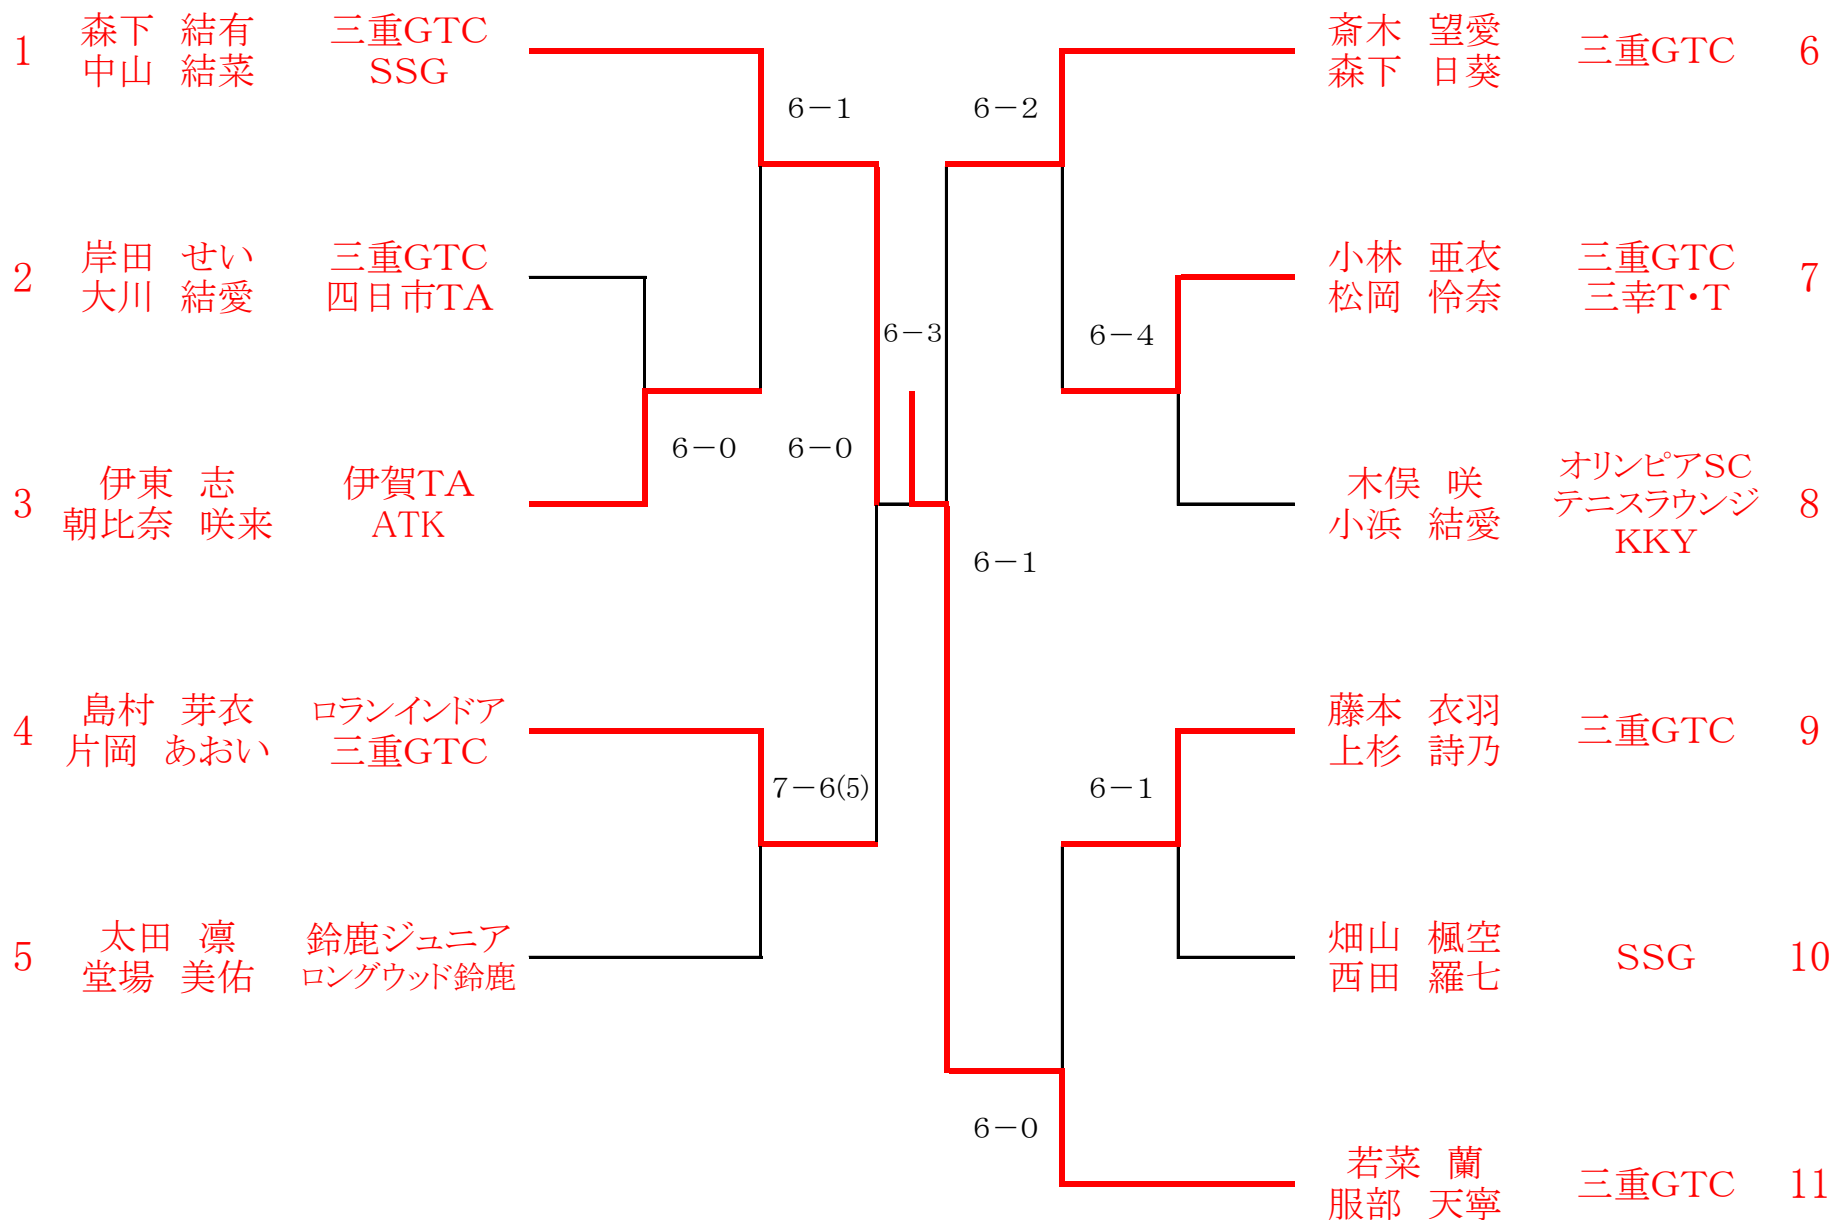 1
森下 結有
中山 結菜
三重GTC
SSG
2
岸田 せい
大川 結愛
三重GTC
四日市TA
3
伊東 志
朝比奈 咲来
伊賀TA
ATK
4
島村 芽衣
片岡 あおい
ロランインドア
三重GTC
5
太田 凛
堂場 美佑
鈴鹿ジュニア
ロングウッド鈴鹿
6-1
6-0
6-0
7-6(5)
6-3
6-2
6-4
6-1
6-1
6-0
斎木 望愛
森下 日葵
三重GTC
6
小林 亜衣
松岡 怜奈
三重GTC
三幸T・T
7
木俣 咲
小浜 結愛
オリンピアSC
テニスラウンジ
KKY
8
藤本 衣羽
上杉 詩乃
三重GTC
9
畑山 楓空
西田 羅七
SSG
10
若菜 蘭
服部 天寧
三重GTC
11